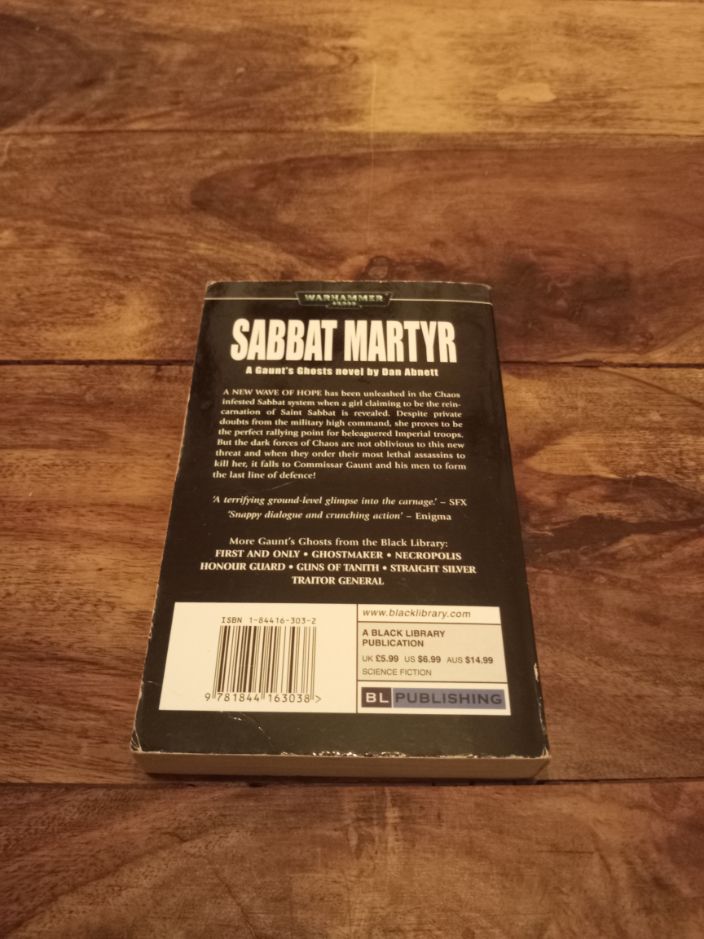 WARHAMMER
40,000
SABBAT MARTYR
A Gaunt's Ghosts novel by Dan Abnett
A NEW WAVE OF HOPE has been unleashed in the Chaos
infested Sabbat system when a girl claiming to be the rein-
carnation of Saint Sabbat is revealed. Despite private
doubts from the military high command, she proves to be
the perfect rallying point for beleaguered Imperial troops.
But the dark forces of Chaos are not oblivious to this new
threat and when they order their most lethal assassins to
kill her, it falls to Commissar Gaunt and his men to form
the last line of defence!
'A terrifying ground-level glimpse into the carnage.' – SFX
'Snappy dialogue and crunching action' – Enigma
More Gaunt's Ghosts from the Black Library:
FIRST AND ONLY • GHOSTMAKER • NECROPOLIS
HONOUR GUARD • GUNS OF TANITH • STRAIGHT SILVER
TRAITOR GENERAL
ISBN 1-84416-303-2
9 781844 163038 >
www.blacklibrary.com
A BLACK LIBRARY
PUBLICATION
UK £5.99 US $6.99 AUS $14.99
SCIENCE FICTION
BL PUBLISHING